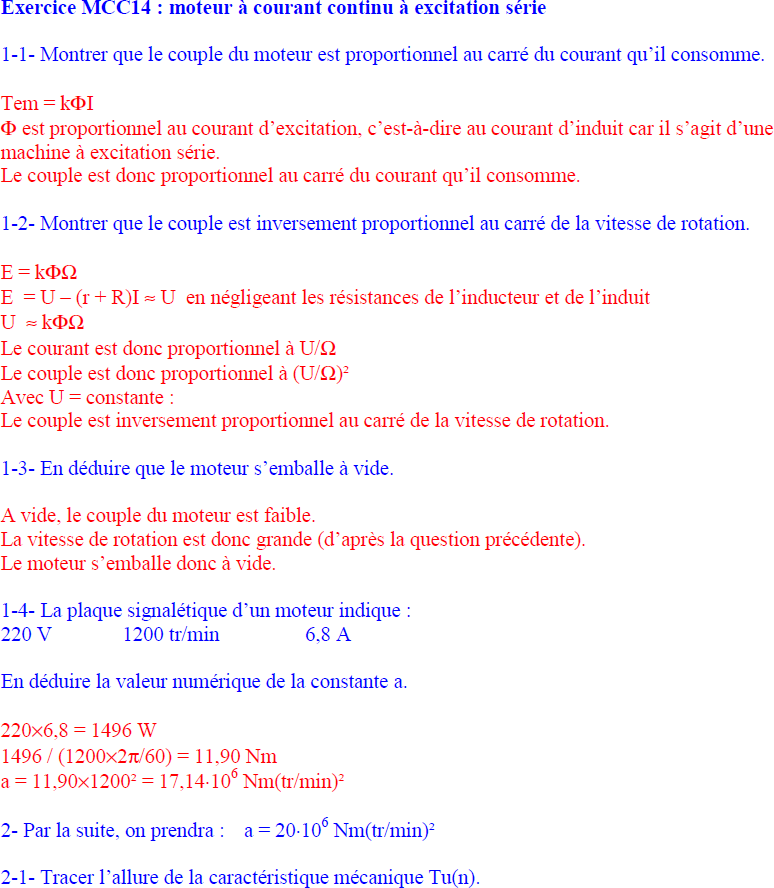 Exercice MCC14 : moteur à courant continu à excitation série
1-1- Montrer que le couple du moteur est proportionnel au carré du courant qu’il consomme.
Tem = kΦI
Φ est proportionnel au courant d’excitation, c’est-à-dire au courant d’induit car il s’agit d’une
machine à excitation série.
Le couple est donc proportionnel au carré du courant qu’il consomme.
1-2- Montrer que le couple est inversement proportionnel au carré de la vitesse de rotation.
E = kΦΩ
E = U – (r + R)I ≈ U en négligeant les résistances de l’inducteur et de l’induit
U ≈ kΦΩ
Le courant est donc proportionnel à U/Ω
Le couple est donc proportionnel à (U/Ω)²
Avec U = constante :
Le couple est inversement proportionnel au carré de la vitesse de rotation.
1-3- En déduire que le moteur s’emballe à vide.
A vide, le couple du moteur est faible.
La vitesse de rotation est donc grande (d’après la question précédente).
Le moteur s’emballe donc à vide.
1-4- La plaque signalétique d’un moteur indique :
220 V 1200 tr/min 6,8 A
En déduire la valeur numérique de la constante a.
220×6,8 = 1496 W
1496 / (1200×2π/60) = 11,90 Nm
a = 11,90×1200² = 17,14⋅10⁶ Nm(tr/min)²
2- Par la suite, on prendra : a = 20⋅10⁶ Nm(tr/min)²
2-1- Tracer l’allure de la caractéristique mécanique Tu(n).